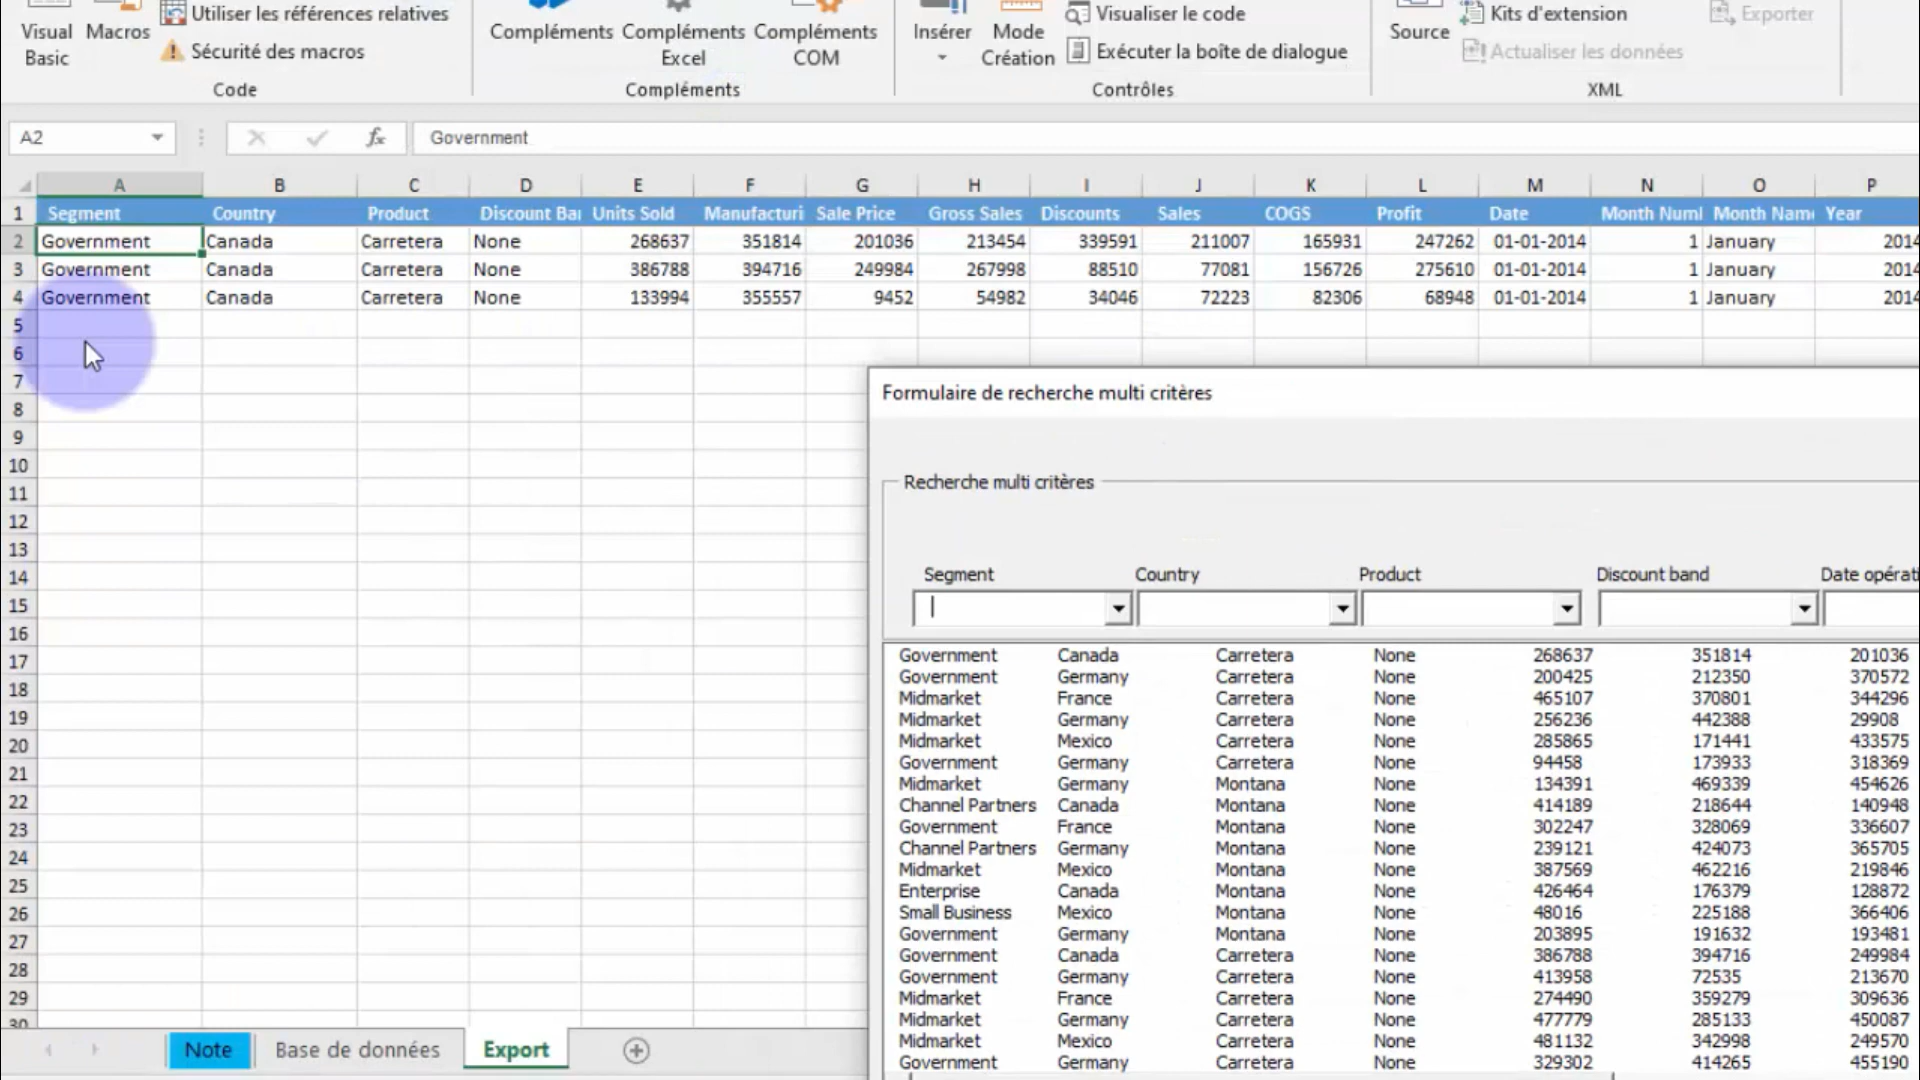 Visual Basic
Macros
Utiliser les références relatives
Sécurité des macros
Code
Compléments
Compléments Excel
Compléments COM
Compléments
Insérer
Mode Création
Visualiser le code
Exécuter la boîte de dialogue
Contrôles
Source
Kits d'extension
Actualiser les données
Exporter
XML
A2
fx
Government
A B C D E F G H I J K L M N O P
1 Segment Country Product Discount Bai Units Sold Manufacturi Sale Price Gross Sales Discounts Sales COGS Profit Date Month Numl Month Nam Year
2 Government Canada Carretera None 268637 351814 201036 213454 339591 211007 165931 247262 01-01-2014 1 January 2014
3 Government Canada Carretera None 386788 394716 249984 267998 88510 77081 156726 275610 01-01-2014 1 January 2014
4 Government Canada Carretera None 133994 355557 9452 54982 34046 72223 82306 68948 01-01-2014 1 January 2014
5
6
7
8
9
10
11
12
13
14
15
16
17
18
19
20
21
22
23
24
25
26
27
28
29
30
Formulaire de recherche multi critères
Recherche multi critères
Segment Country Product Discount band Date opérati
Government Canada Carretera None 268637 351814 201036
Government Germany Carretera None 200425 212350 370572
Midmarket France Carretera None 465107 370801 344296
Midmarket Germany Carretera None 256236 442388 29908
Midmarket Mexico Carretera None 285865 171441 433575
Government Germany Carretera None 94458 173933 318369
Midmarket Germany Montana None 134391 469339 454626
Channel Partners Canada Montana None 414189 218644 140948
Government France Montana None 302247 328069 336607
Channel Partners Germany Montana None 239121 424073 365705
Midmarket Mexico Montana None 387569 462216 219846
Enterprise Canada Montana None 426464 176379 128872
Small Business Mexico Montana None 48016 225188 366406
Government Germany Montana None 203895 191632 193481
Government Canada Carretera None 386788 394716 249984
Government Germany Carretera None 413958 72535 213670
Midmarket France Carretera None 274490 359279 309636
Midmarket Germany Carretera None 477779 285133 450087
Midmarket Mexico Carretera None 481132 342998 249570
Government Germany Carretera None 329302 414265 455190
Note
Base de données
Export